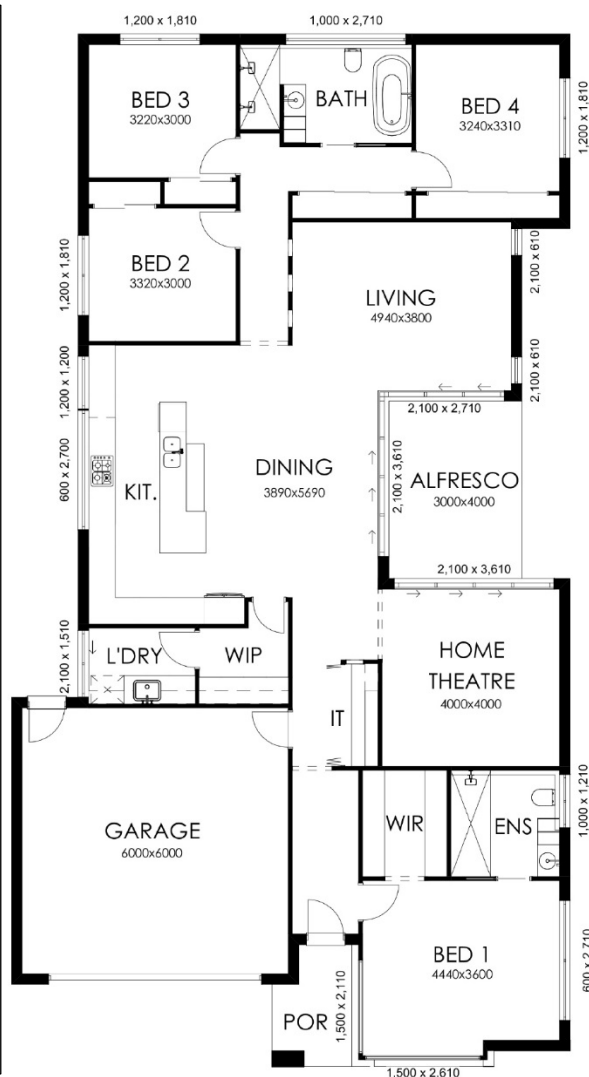 1,200 x 1,810
1,000 x 2,710
BED 3
3220x3000
BATH
BED 4
3240x3310
1,200 x 1,810
BED 2
3320x3000
1,200 x 1,810
LIVING
4940x3800
2,100 x 610
2,100 x 610
1,200 x 1,200
2,100 x 2,710
600 x 2,700
KIT.
DINING
3890x5690
2,100 x 3,610
ALFRESCO
3000x4000
2,100 x 3,610
2,100 x 1,510
L'DRY
WIP
HOME
THEATRE
4000x4000
IT
GARAGE
6000x6000
WIR
ENS
1,000 x 1,210
BED 1
4440x3600
600 x 2,710
POR
1,500 x 2,110
1,500 x 2,610